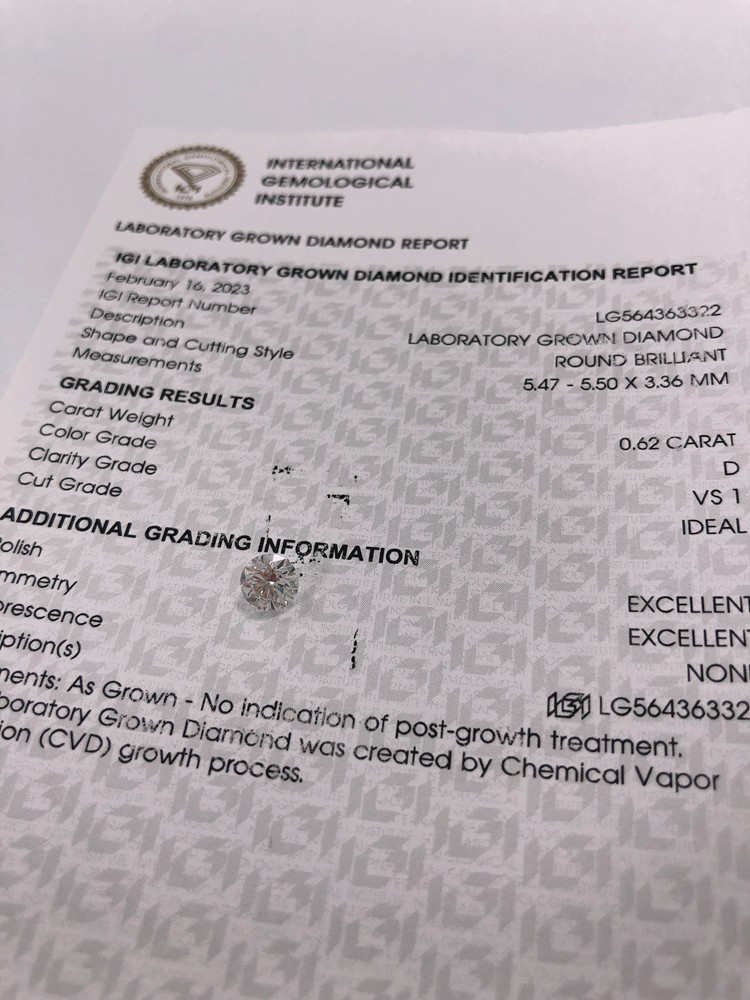 INTERNATIONAL
GEMOLOGICAL
INSTITUTE
LABORATORY GROWN DIAMOND REPORT
IGI LABORATORY GROWN DIAMOND IDENTIFICATION REPORT
February 16, 2023
IGI Report Number LG564363322
Description LABORATORY GROWN DIAMOND
Shape and Cutting Style ROUND BRILLIANT
Measurements 5.47 - 5.50 X 3.36 MM
GRADING RESULTS
Carat Weight 0.62 CARAT
Color Grade D
Clarity Grade VS 1
Cut Grade IDEAL
ADDITIONAL GRADING INFORMATION
olish EXCELLENT
mmetry EXCELLENT
orescence NON
iption(s) IGI LG56436332
ments: As Grown - No indication of post-growth treatment.
boratory Grown Diamond was created by Chemical Vapor
ion (CVD) growth process.